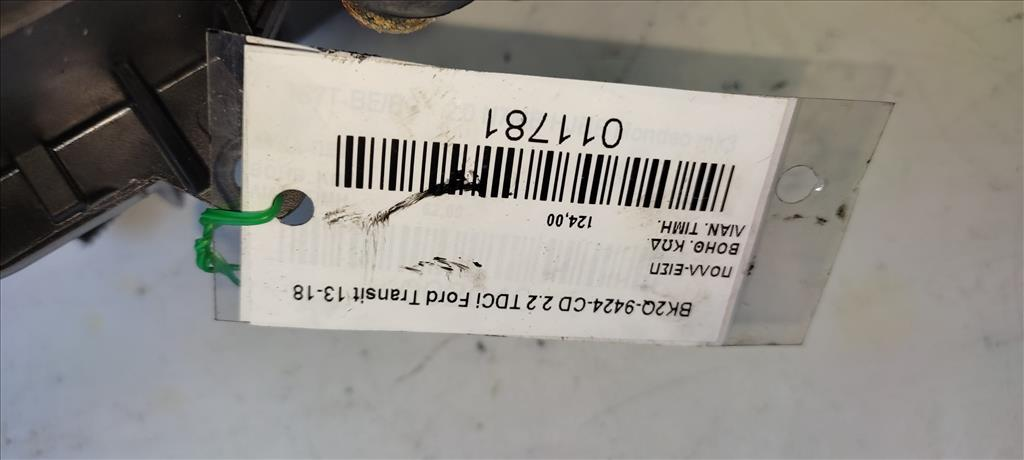 BK2Q-9424-CD 2.2 TDCi Ford Transit 13-18
ΠΟΛΛ-ΕΙΣΠ
ΒΟΗΘ. ΚΩΔ
ΛΙΑΝ. ΤΙΜΗ.
124,00
011781